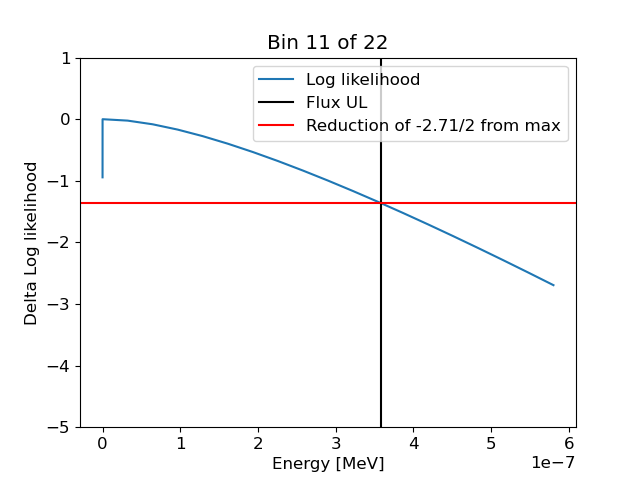 Bin 11 of 22
Log likelihood
Flux UL
Reduction of -2.71/2 from max
Delta Log likelihood
1
0
−1
−2
−3
−4
−5
0 1 2 3 4 5 6
1e−7
Energy [MeV]